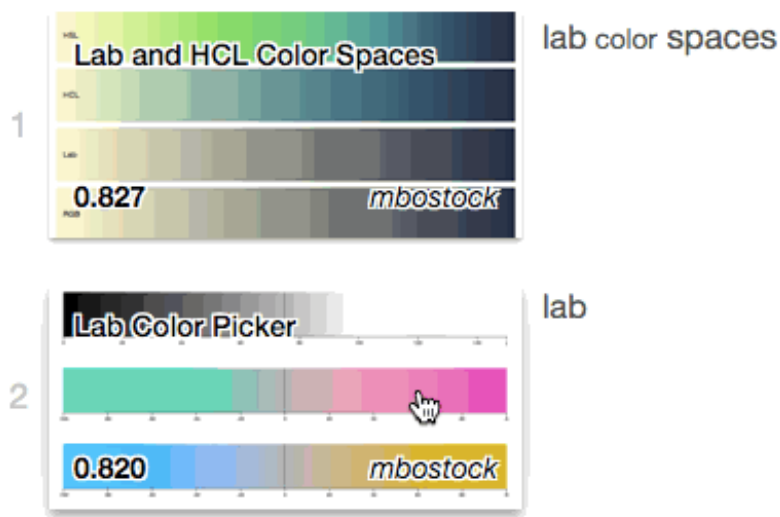 HSL
Lab and HCL Color Spaces
lab color spaces
HCL
1
Lab
0.827
mbostock
RGB
Lab Color Picker
lab
2
0.820
mbostock